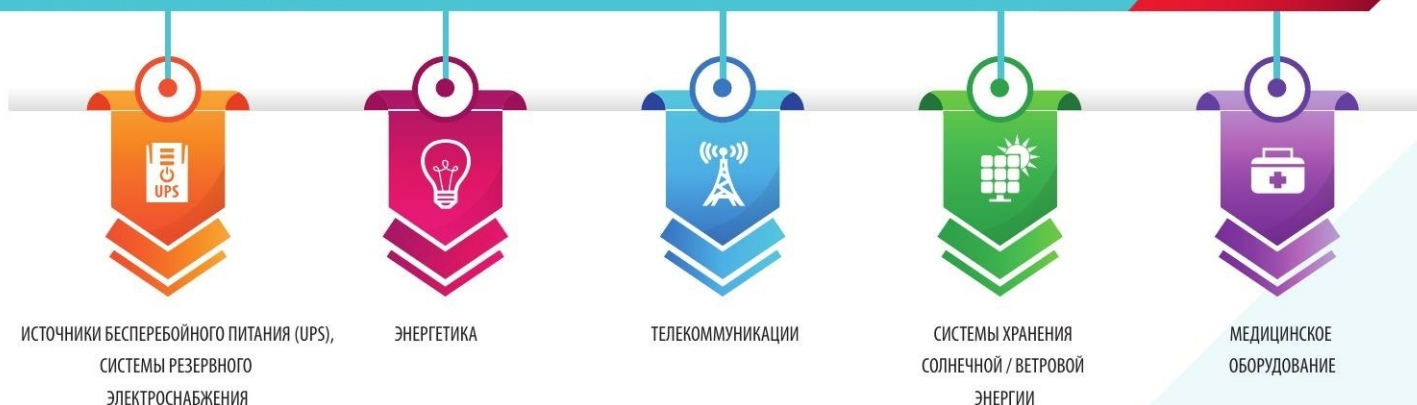 UPS
ИСТОЧНИКИ БЕСПЕРЕБОЙНОГО ПИТАНИЯ (UPS),
СИСТЕМЫ РЕЗЕРВНОГО
ЭЛЕКТРОСНАБЖЕНИЯ
ЭНЕРГЕТИКА
ТЕЛЕКОММУНИКАЦИИ
СИСТЕМЫ ХРАНЕНИЯ
СОЛНЕЧНОЙ / ВЕТРОВОЙ
ЭНЕРГИИ
МЕДИЦИНСКОЕ
ОБОРУДОВАНИЕ